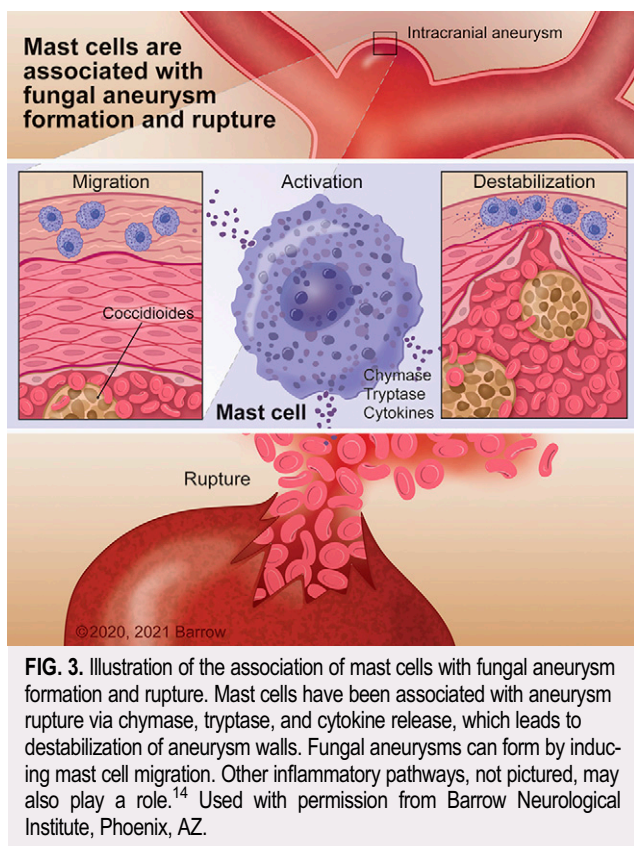 Mast cells are
associated with
fungal aneurysm
formation and rupture
Intracranial aneurysm
Migration
Coccidioides
Activation
Chymase
Tryptase
Cytokines
Mast cell
Destabilization
Rupture
©2020, 2021 Barrow
FIG. 3. Illustration of the association of mast cells with fungal aneurysm
formation and rupture. Mast cells have been associated with aneurysm
rupture via chymase, tryptase, and cytokine release, which leads to
destabilization of aneurysm walls. Fungal aneurysms can form by induc-
ing mast cell migration. Other inflammatory pathways, not pictured, may
also play a role.14 Used with permission from Barrow Neurological
Institute, Phoenix, AZ.